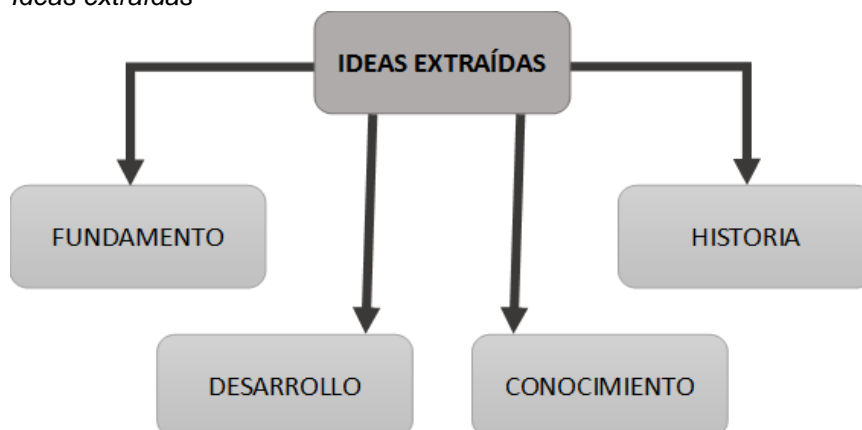 Ideas extraídas
IDEAS EXTRAÍDAS
FUNDAMENTO
HISTORIA
DESARROLLO
CONOCIMIENTO